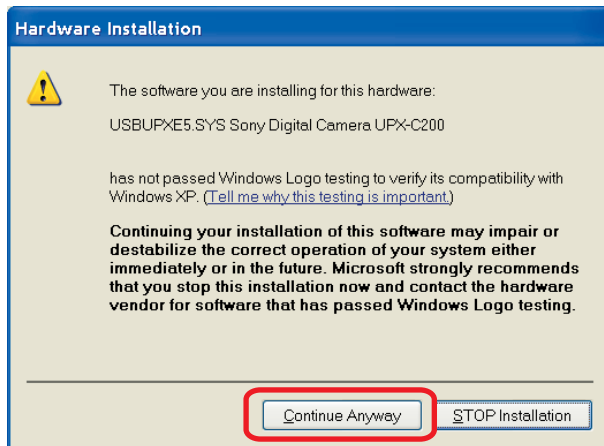 Hardware Installation
The software you are installing for this hardware:
USBUPXE5.SYS Sony Digital Camera UPX-C200
has not passed Windows Logo testing to verify its compatibility with
Windows XP. (Tell me why this testing is important.)
Continuing your installation of this software may impair or
destabilize the correct operation of your system either
immediately or in the future. Microsoft strongly recommends
that you stop this installation now and contact the hardware
vendor for software that has passed Windows Logo testing.
Continue Anyway
STOP Installation